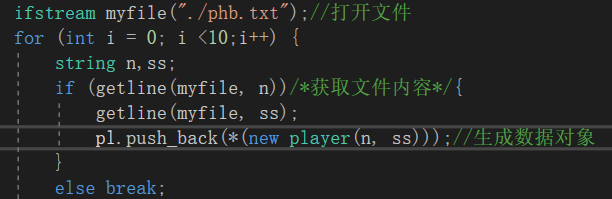 ifstream myfile("./phb.txt");//打开文件
for (int i = 0; i <10;i++) {
string n,ss;
if (getline(myfile, n))/*获取文件内容*/{
getline(myfile, ss);
pl.push_back(*(new player(n, ss)));//生成数据对象
}
else break;